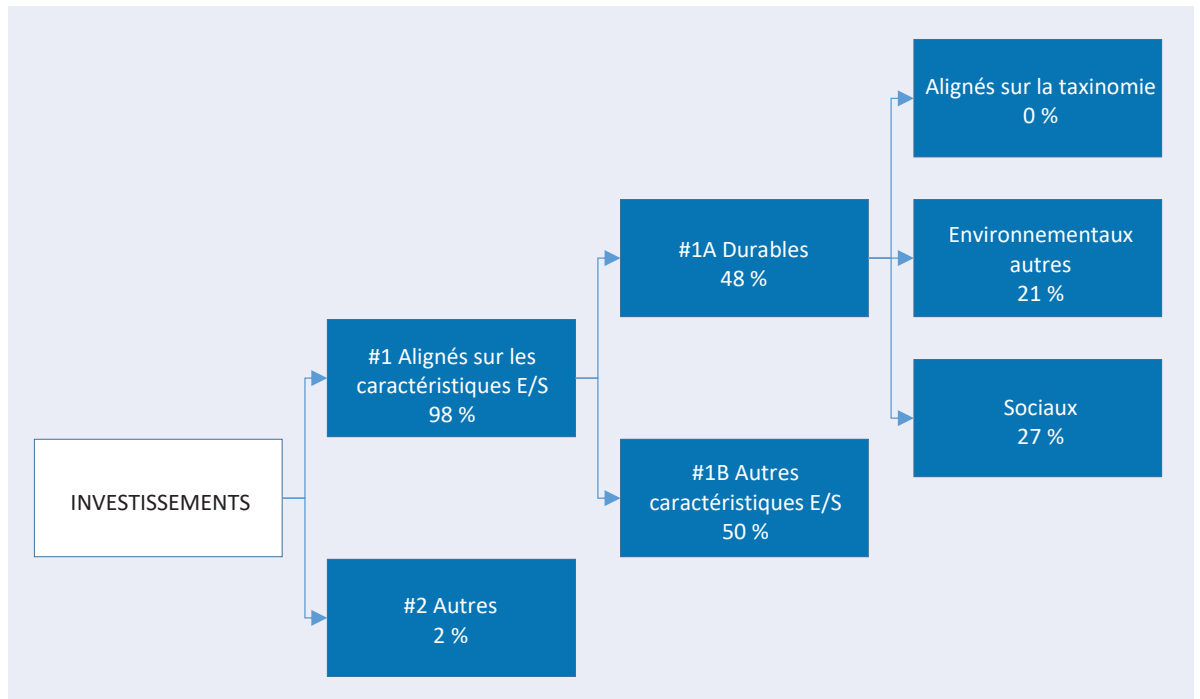 INVESTISSEMENTS
#1 Alignés sur les
caractéristiques E/S
98 %
#2 Autres
2 %
#1A Durables
48 %
#1B Autres
caractéristiques E/S
50 %
Alignés sur la taxinomie
0 %
Environnementaux
autres
21 %
Sociaux
27 %